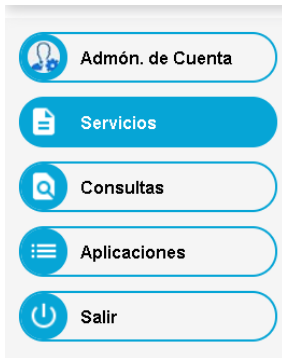 Admón. de Cuenta
Servicios
Consultas
Aplicaciones
Salir